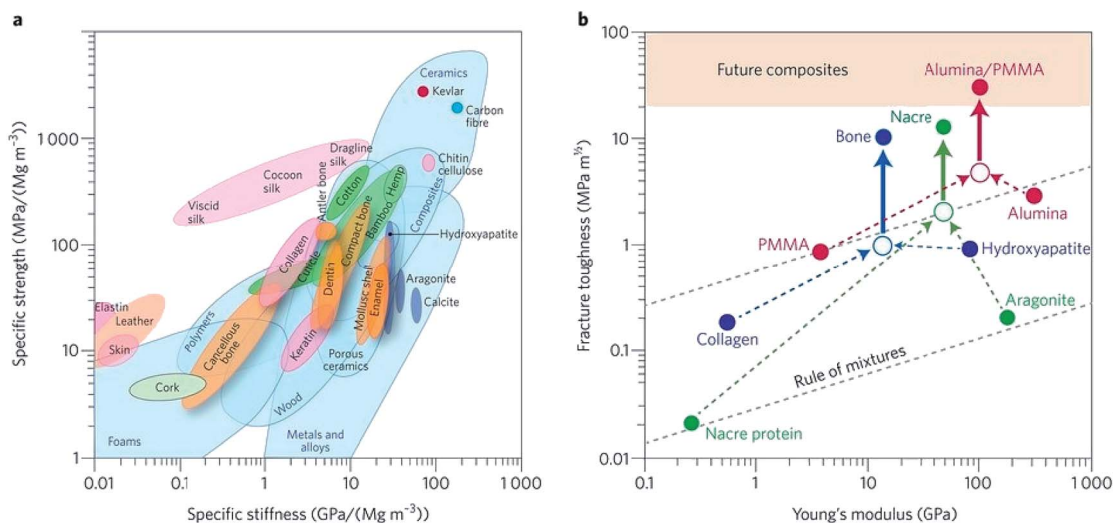 a
Specific strength (MPa/(Mg m⁻³))
1 000
100
10
1
0.01
0.1
1
10
100
1 000
Specific stiffness (GPa/(Mg m⁻³))
Ceramics
Kevlar
Carbon
fibre
Dragline
silk
Cocoon
silk
Viscid
silk
Chitin
cellulose
Antler bone
Cotton
Hemp
Bamboo
Composites
Compact bone
Collagen
Cuticle
Hydroxyapatite
Dentin
Mollusc shell
Enamel
Aragonite
Calcite
Elastin
Leather
Skin
Polymers
Cancellous
bone
Keratin
Porous
ceramics
Cork
Wood
Foams
Metals and
alloys
b
Fracture toughness (MPa m½)
100
10
1
0.1
0.01
0.1
1
10
100
1 000
Young's modulus (GPa)
Future composites
Alumina/PMMA
Nacre
Bone
Alumina
PMMA
Hydroxyapatite
Aragonite
Collagen
Rule of mixtures
Nacre protein